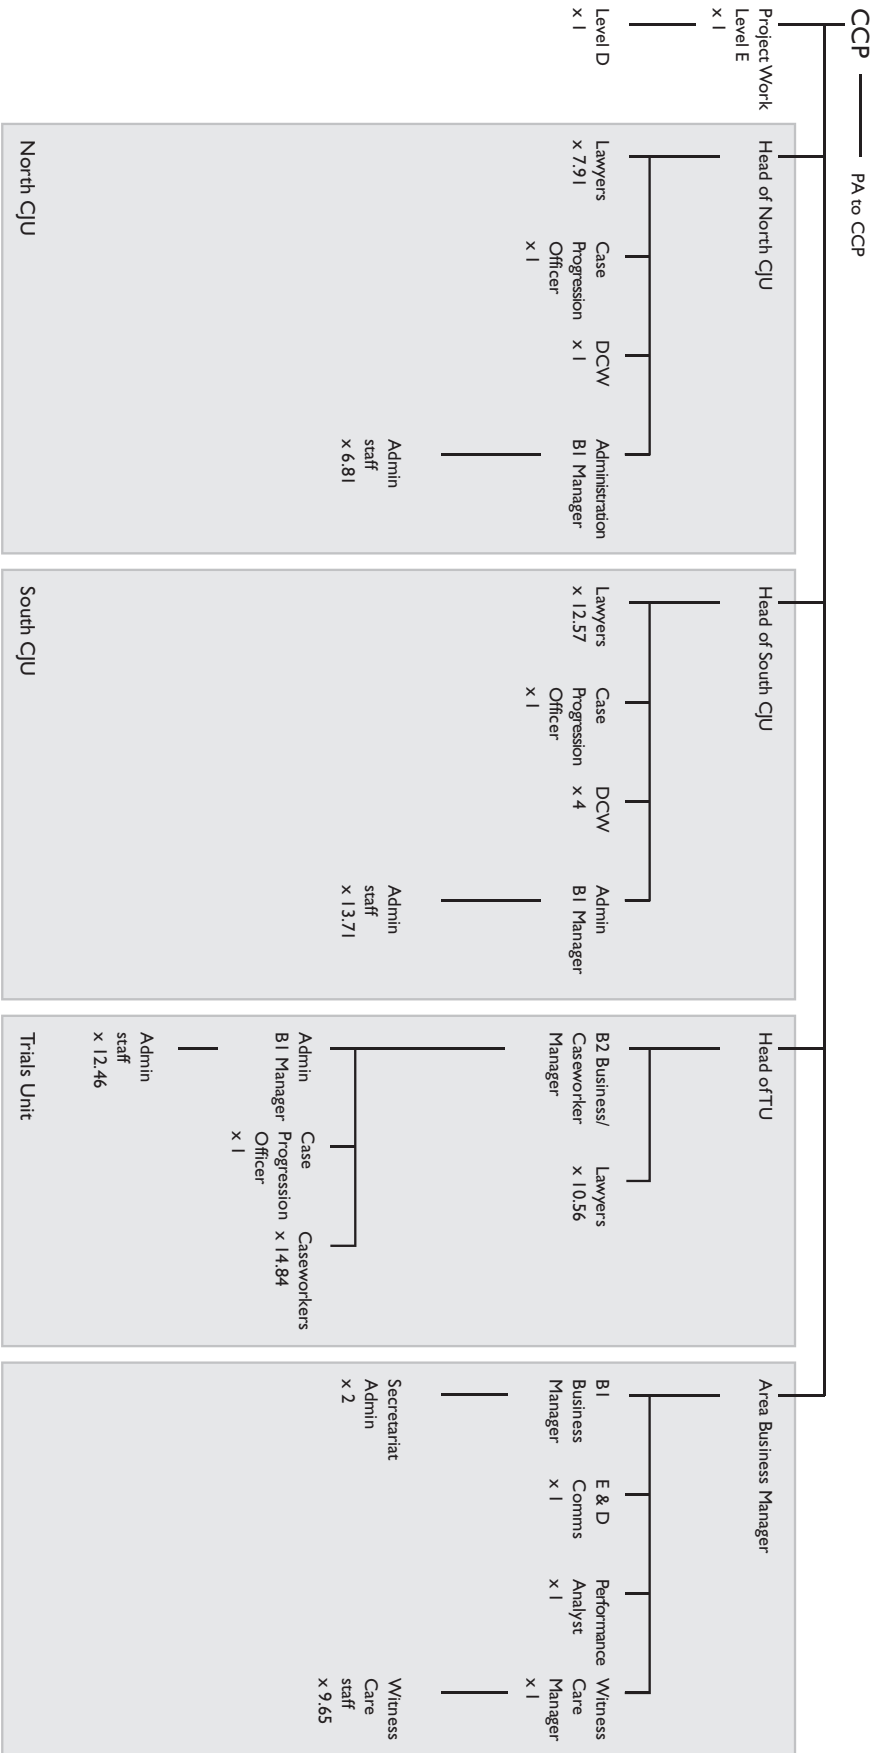 CCP
PA to CCP
Project Work
Level E
x 1
Level D
x 1
Head of North CJU
Lawyers
x 7.91
Case
Progression
Officer
x 1
DCW
x 1
Administration
B1 Manager
Admin
staff
x 6.81
North CJU
Head of South CJU
Lawyers
x 12.57
Case
Progression
Officer
x 1
DCW
x 4
Admin
B1 Manager
Admin
staff
x 13.71
South CJU
Head of TU
B2 Business/
Caseworker
Manager
Lawyers
x 10.56
Admin
B1 Manager
Case
Progression
Officer
x 1
Caseworkers
x 14.84
Admin
staff
x 12.46
Trials Unit
Area Business Manager
B1
Business
Manager
E & D
Comms
x 1
Performance
Analyst
x 1
Witness
Care
Manager
x 1
Secretariat
Admin
x 2
Witness
Care
staff
x 9.65